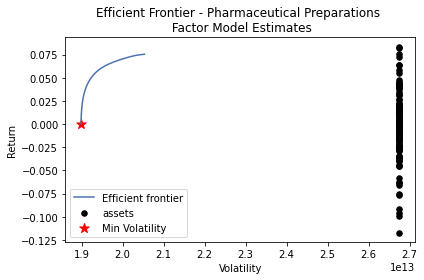 Efficient Frontier - Pharmaceutical Preparations
Factor Model Estimates
Return
0.075
0.050
0.025
0.000
−0.025
−0.050
−0.075
−0.100
−0.125
Efficient frontier
assets
Min Volatility
1.9 2.0 2.1 2.2 2.3 2.4 2.5 2.6 2.7
1e13
Volatility